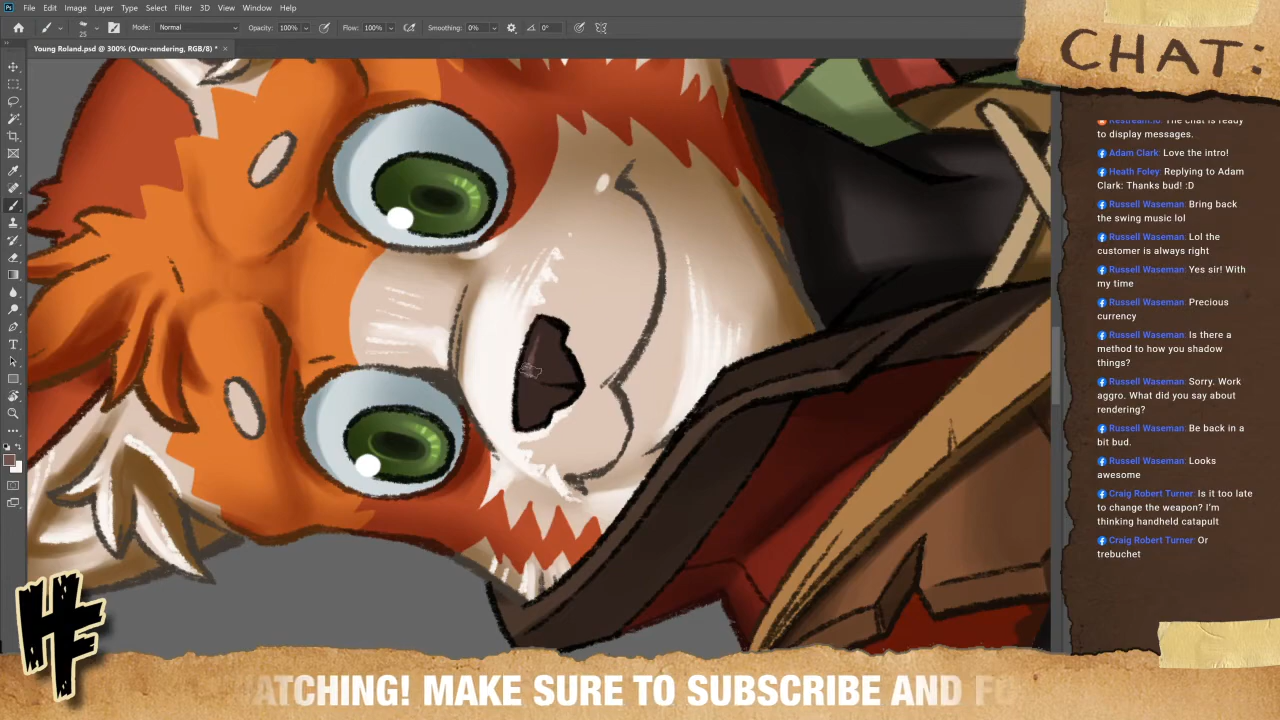 File Edit Image Layer Type Select Filter 3D View Window Help
25 Mode: Normal Opacity: 100% Flow: 100% Smoothing: 0% 0°
Young Roland.psd @ 300% (Over-rendering, RGB/8) * ×
CHAT:
Restream.io: The chat is ready
to display messages.
Adam Clark: Love the intro!
Heath Foley: Replying to Adam
Clark: Thanks bud! :D
Russell Waseman: Bring back
the swing music lol
Russell Waseman: Lol the
customer is always right
Russell Waseman: Yes sir! With
my time
Russell Waseman: Precious
currency
Russell Waseman: Is there a
method to how you shadow
things?
Russell Waseman: Sorry. Work
aggro. What did you say about
rendering?
Russell Waseman: Be back in a
bit bud.
Russell Waseman: Looks
awesome
Craig Robert Turner: Is it too late
to change the weapon? I'm
thinking handheld catapult
Craig Robert Turner: Or
trebuchet
HF
ATCHING! MAKE SURE TO SUBSCRIBE AND FO